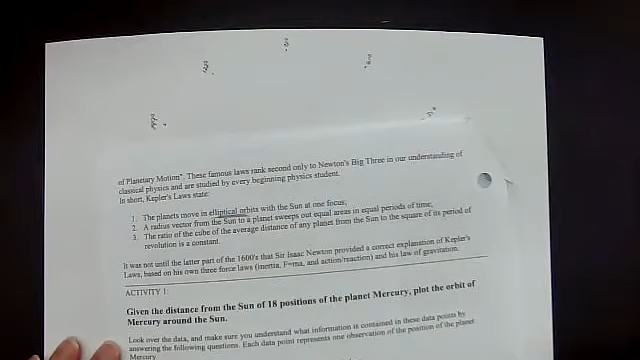 of Planetary Motion". These famous laws rank second only to Newton's Big Three in our understanding of
classical physics and are studied by every beginning physics student.
In short, Kepler's Laws state:
1. The planets move in elliptical orbits with the Sun at one focus;
2. A radius vector from the Sun to a planet sweeps out equal areas in equal periods of time;
3. The ratio of the cube of the average distance of any planet from the Sun to the square of its period of
revolution is a constant.
It was not until the latter part of the 1600's that Sir Isaac Newton provided a correct explanation of Kepler's
Laws, based on his own three force laws (inertia, F=ma, and action/reaction) and his law of gravitation.
ACTIVITY 1:
Given the distance from the Sun of 18 positions of the planet Mercury, plot the orbit of
Mercury around the Sun.
Look over the data, and make sure you understand what information is contained in these data points by
answering the following questions. Each data point represents one observation of the position of the planet
Mercury.